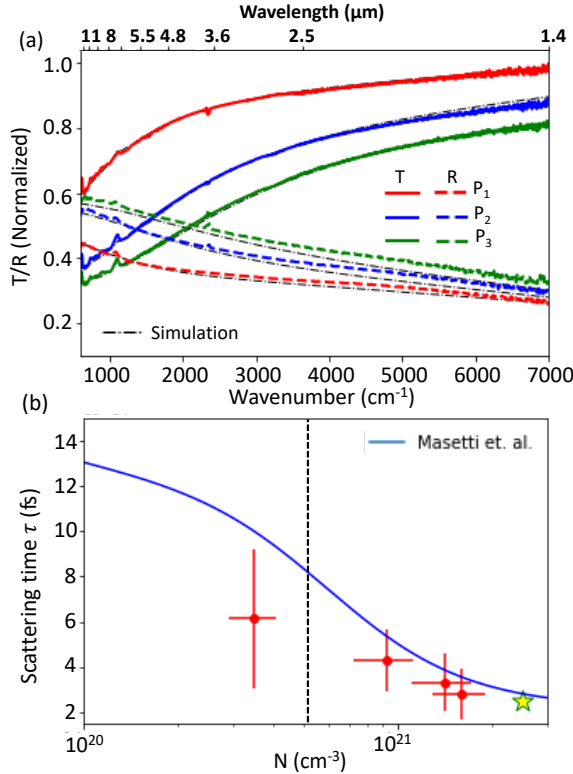 Wavelength (μm)
11 8 5.5 4.8 3.6 2.5 1.4
(a)
1.0
0.8
0.6
0.4
0.2
T/R (Normalized)
T R
P1
P2
P3
Simulation
1000 2000 3000 4000 5000 6000 7000
Wavenumber (cm-1)
(b)
14
12
10
8
6
4
2
Scattering time τ (fs)
Masetti et. al.
10^20 10^21
N (cm-3)